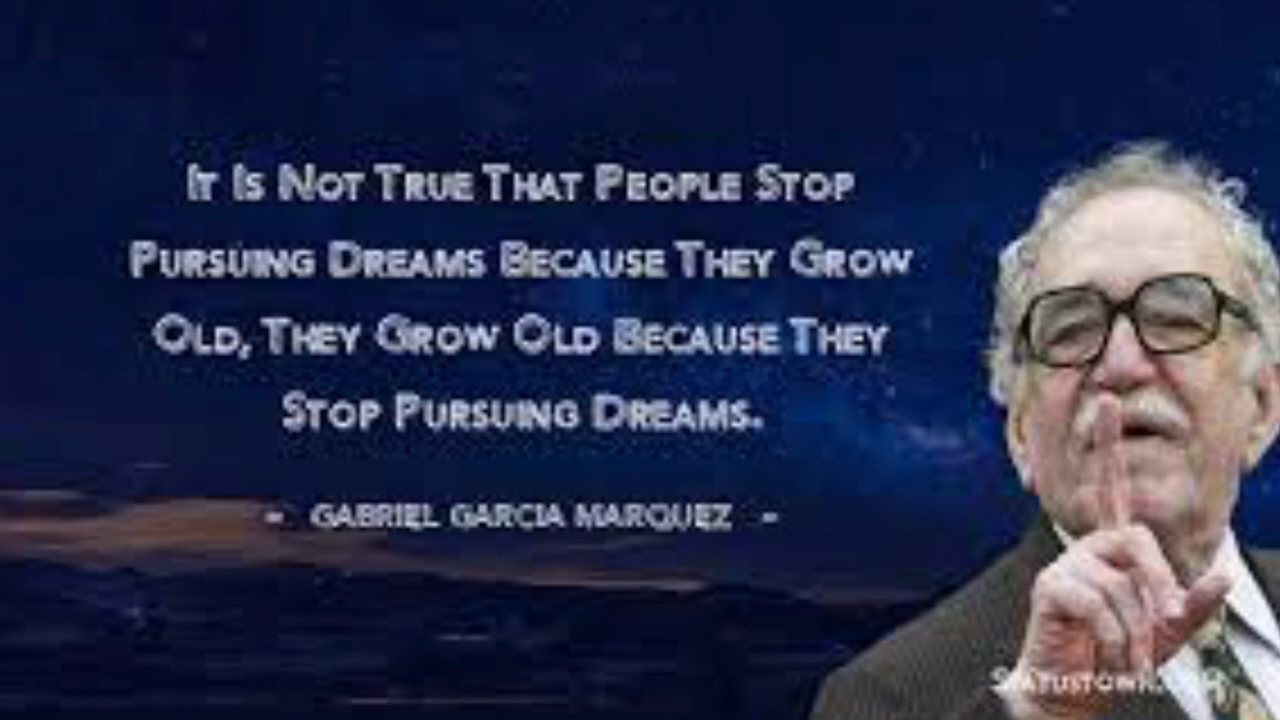 It Is Not True That People Stop
Pursuing Dreams Because They Grow
Old, They Grow Old Because They
Stop Pursuing Dreams.
- GABRIEL GARCIA MARQUEZ -